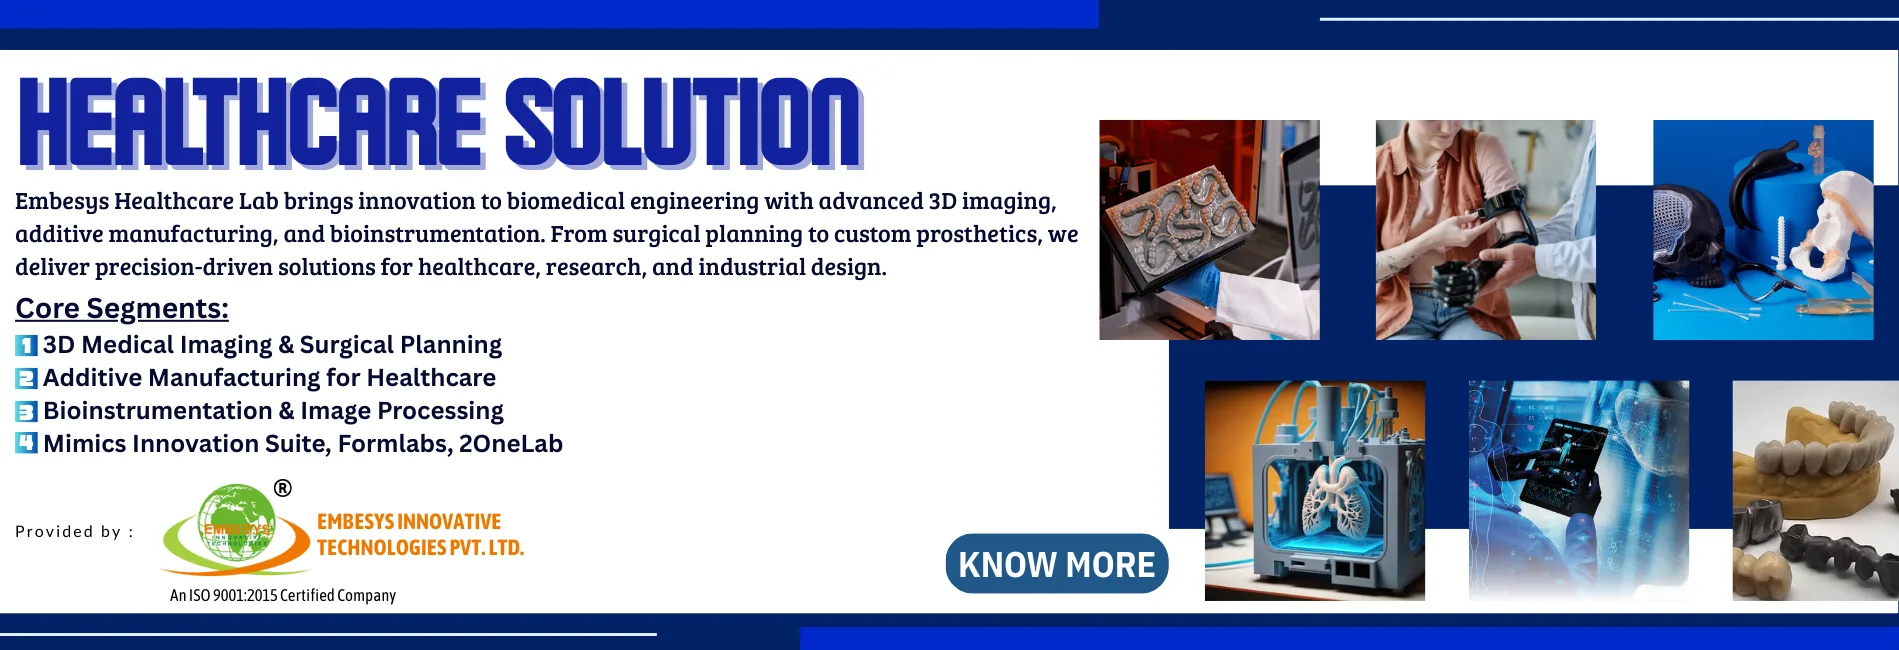 HEALTHCARE SOLUTION
Embesys Healthcare Lab brings innovation to biomedical engineering with advanced 3D imaging,
additive manufacturing, and bioinstrumentation. From surgical planning to custom prosthetics, we
deliver precision-driven solutions for healthcare, research, and industrial design.
Core Segments:
1 3D Medical Imaging & Surgical Planning
2 Additive Manufacturing for Healthcare
3 Bioinstrumentation & Image Processing
4 Mimics Innovation Suite, Formlabs, 2OneLab
Provided by :
®
EMBESYS
INNOVATIVE
TECHNOLOGIES
EMBESYS INNOVATIVE
TECHNOLOGIES PVT. LTD.
An ISO 9001:2015 Certified Company
KNOW MORE